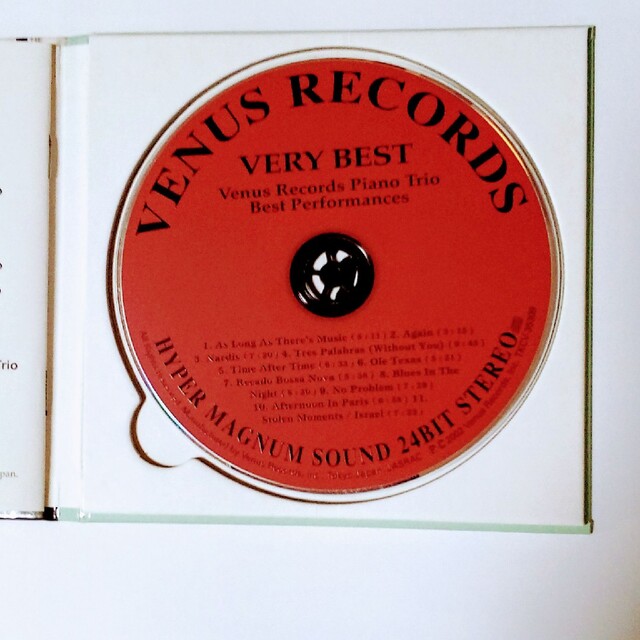 VENUS RECORDS
VERY BEST
Venus Records Piano Trio
Best Performances
1. As Long As There's Music 2. Again
3. Nardis 4. Tres Palabras (Without You)
5. Time After Time 6. Ole Texas
7. Recado Bossa Nova 8. Blues In The
Night 9. No Problem
10. Afternoon In Paris 11.
Stolen Moments / Israel
HYPER MAGNUM SOUND 24BIT STEREO
Trio
pan.